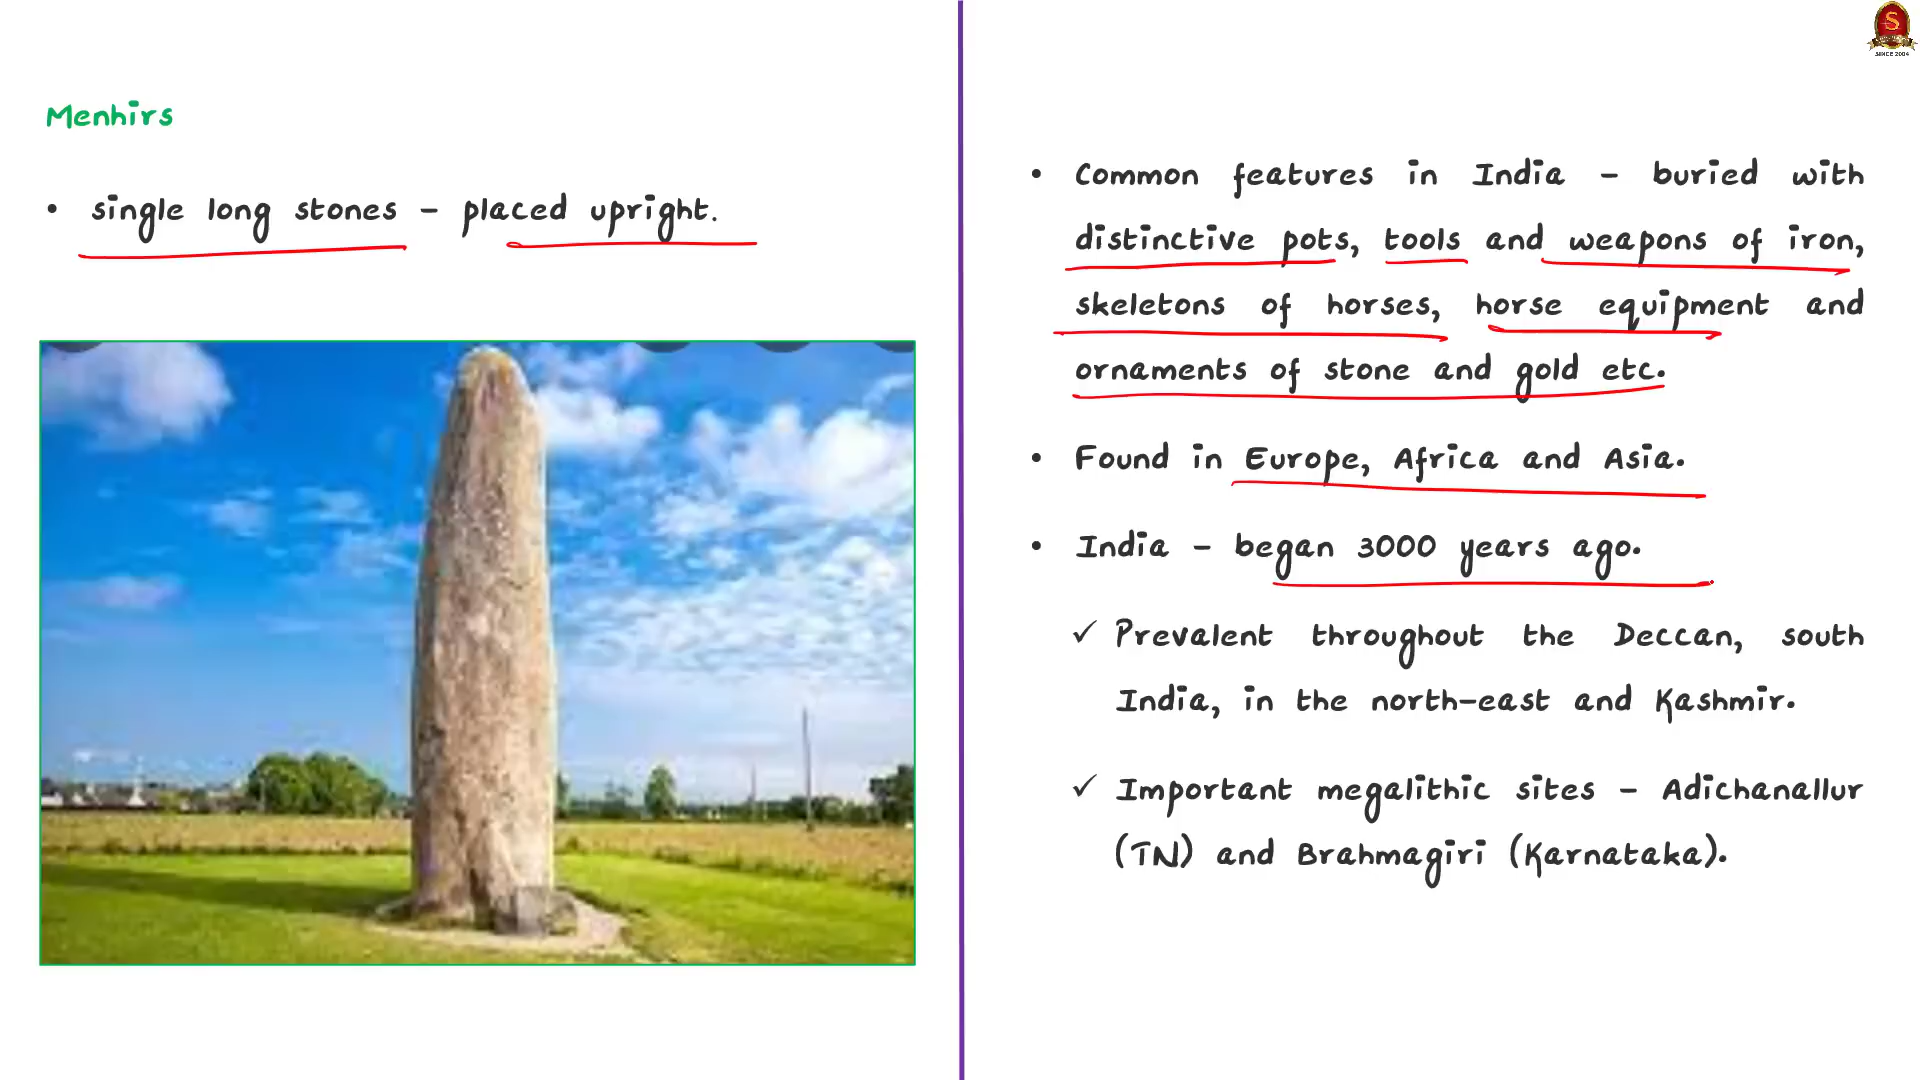 Menhirs
• single long stones – placed upright.
• Common features in India – buried with
distinctive pots, tools and weapons of iron,
skeletons of horses, horse equipment and
ornaments of stone and gold etc.
• Found in Europe, Africa and Asia.
• India – began 3000 years ago.
✓ Prevalent throughout the Deccan, south
India, in the north-east and Kashmir.
✓ Important megalithic sites – Adichanallur
(TN) and Brahmagiri (Karnataka).
S
SINCE 2004